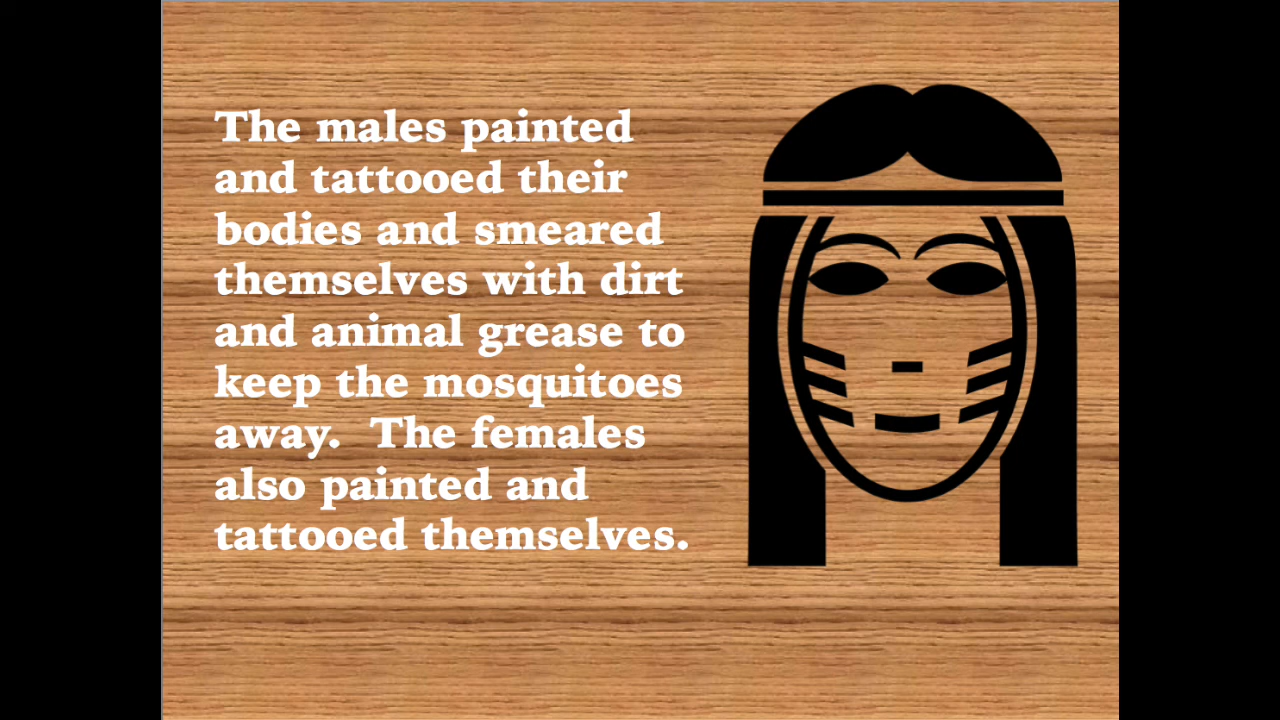 The males painted
and tattooed their
bodies and smeared
themselves with dirt
and animal grease to
keep the mosquitoes
away.  The females
also painted and
tattooed themselves.